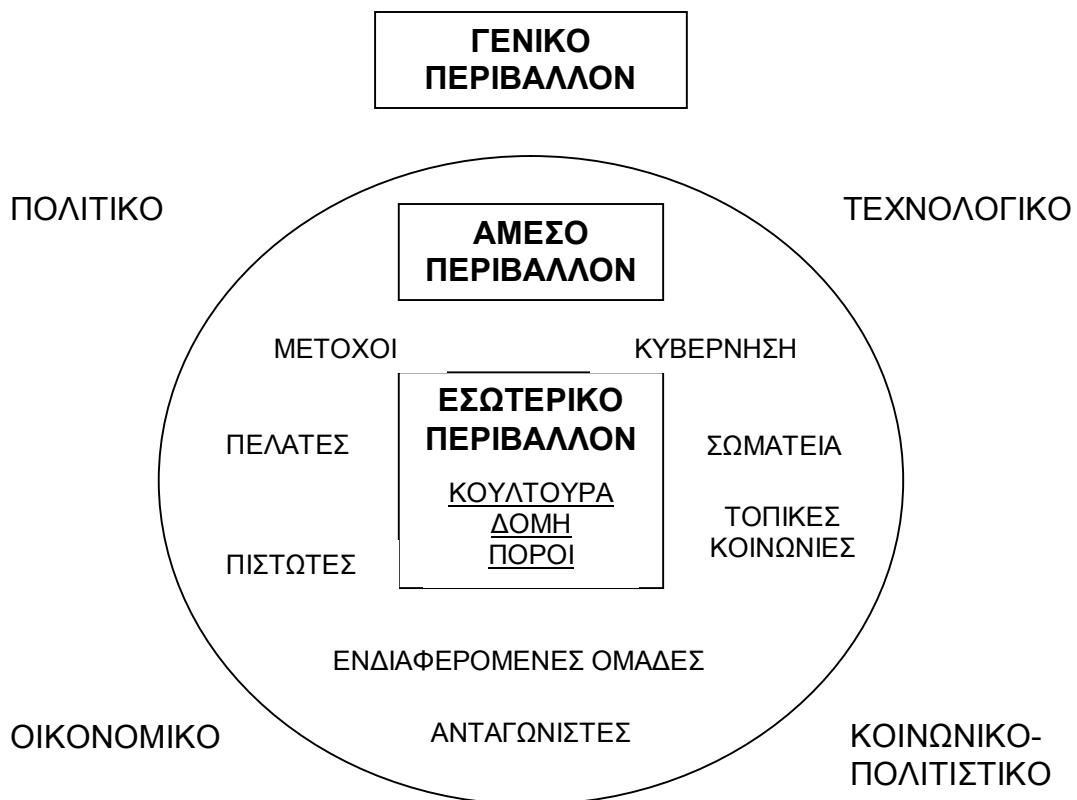 ΓΕΝΙΚΟ
ΠΕΡΙΒΑΛΛΟΝ
ΠΟΛΙΤΙΚΟ
ΤΕΧΝΟΛΟΓΙΚΟ
ΑΜΕΣΟ
ΠΕΡΙΒΑΛΛΟΝ
ΜΕΤΟΧΟΙ
ΚΥΒΕΡΝΗΣΗ
ΕΣΩΤΕΡΙΚΟ
ΠΕΡΙΒΑΛΛΟΝ
ΠΕΛΑΤΕΣ
ΣΩΜΑΤΕΙΑ
ΚΟΥΛΤΟΥΡΑ
ΔΟΜΗ
ΠΟΡΟΙ
ΤΟΠΙΚΕΣ
ΚΟΙΝΩΝΙΕΣ
ΠΙΣΤΩΤΕΣ
ΕΝΔΙΑΦΕΡΟΜΕΝΕΣ ΟΜΑΔΕΣ
ΑΝΤΑΓΩΝΙΣΤΕΣ
ΟΙΚΟΝΟΜΙΚΟ
ΚΟΙΝΩΝΙΚΟ-
ΠΟΛΙΤΙΣΤΙΚΟ